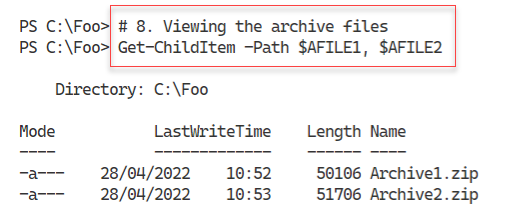 PS C:\Foo> # 8. Viewing the archive files
PS C:\Foo> Get-ChildItem -Path $AFILE1, $AFILE2
Directory: C:\Foo
Mode LastWriteTime Length Name
---- ------------- ------ ----
-a--- 28/04/2022 10:52 50106 Archive1.zip
-a--- 28/04/2022 10:53 51706 Archive2.zip